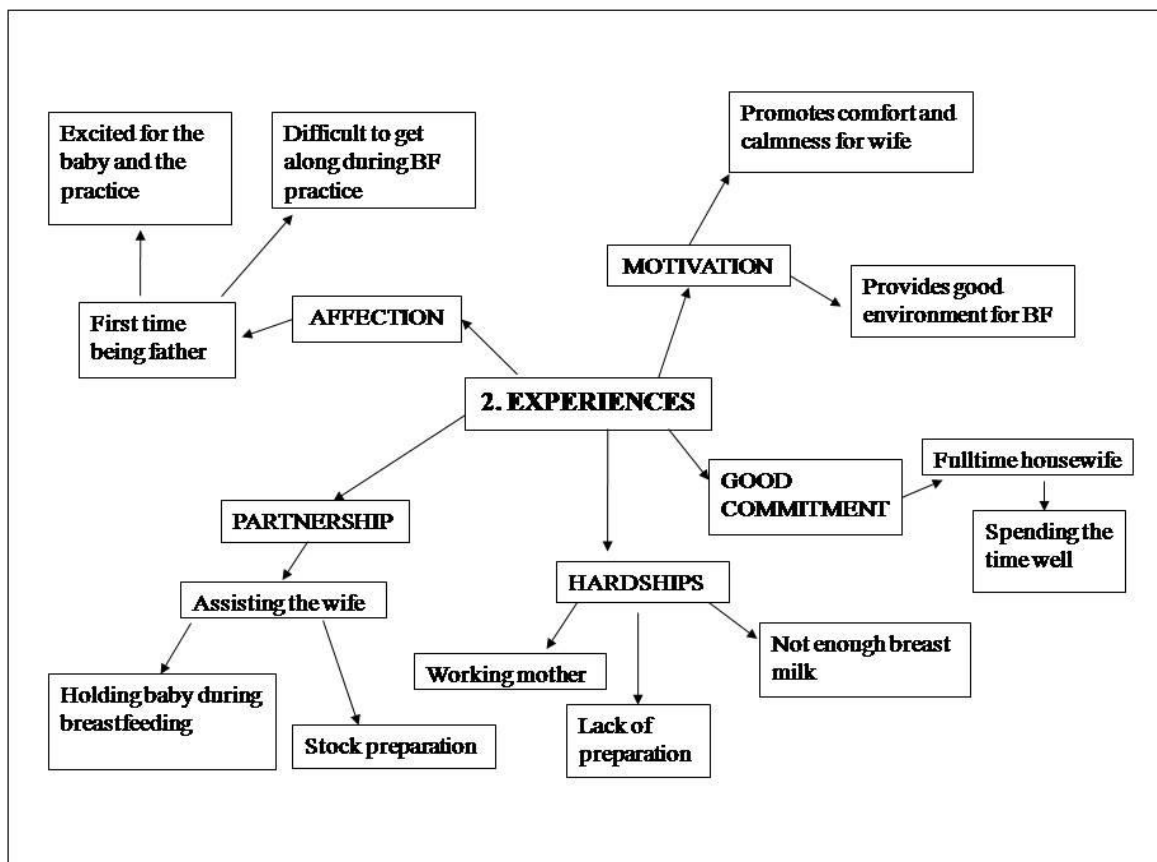 Excited for the
baby and the
practice
Difficult to get
along during BF
practice
Promotes comfort and
calmness for wife
MOTIVATION
Provides good
environment for BF
First time
being father
AFFECTION
2. EXPERIENCES
GOOD
COMMITMENT
Fulltime housewife
Spending the
time well
PARTNERSHIP
Assisting the wife
Holding baby during
breastfeeding
Stock preparation
HARDSHIPS
Working mother
Lack of
preparation
Not enough breast
milk